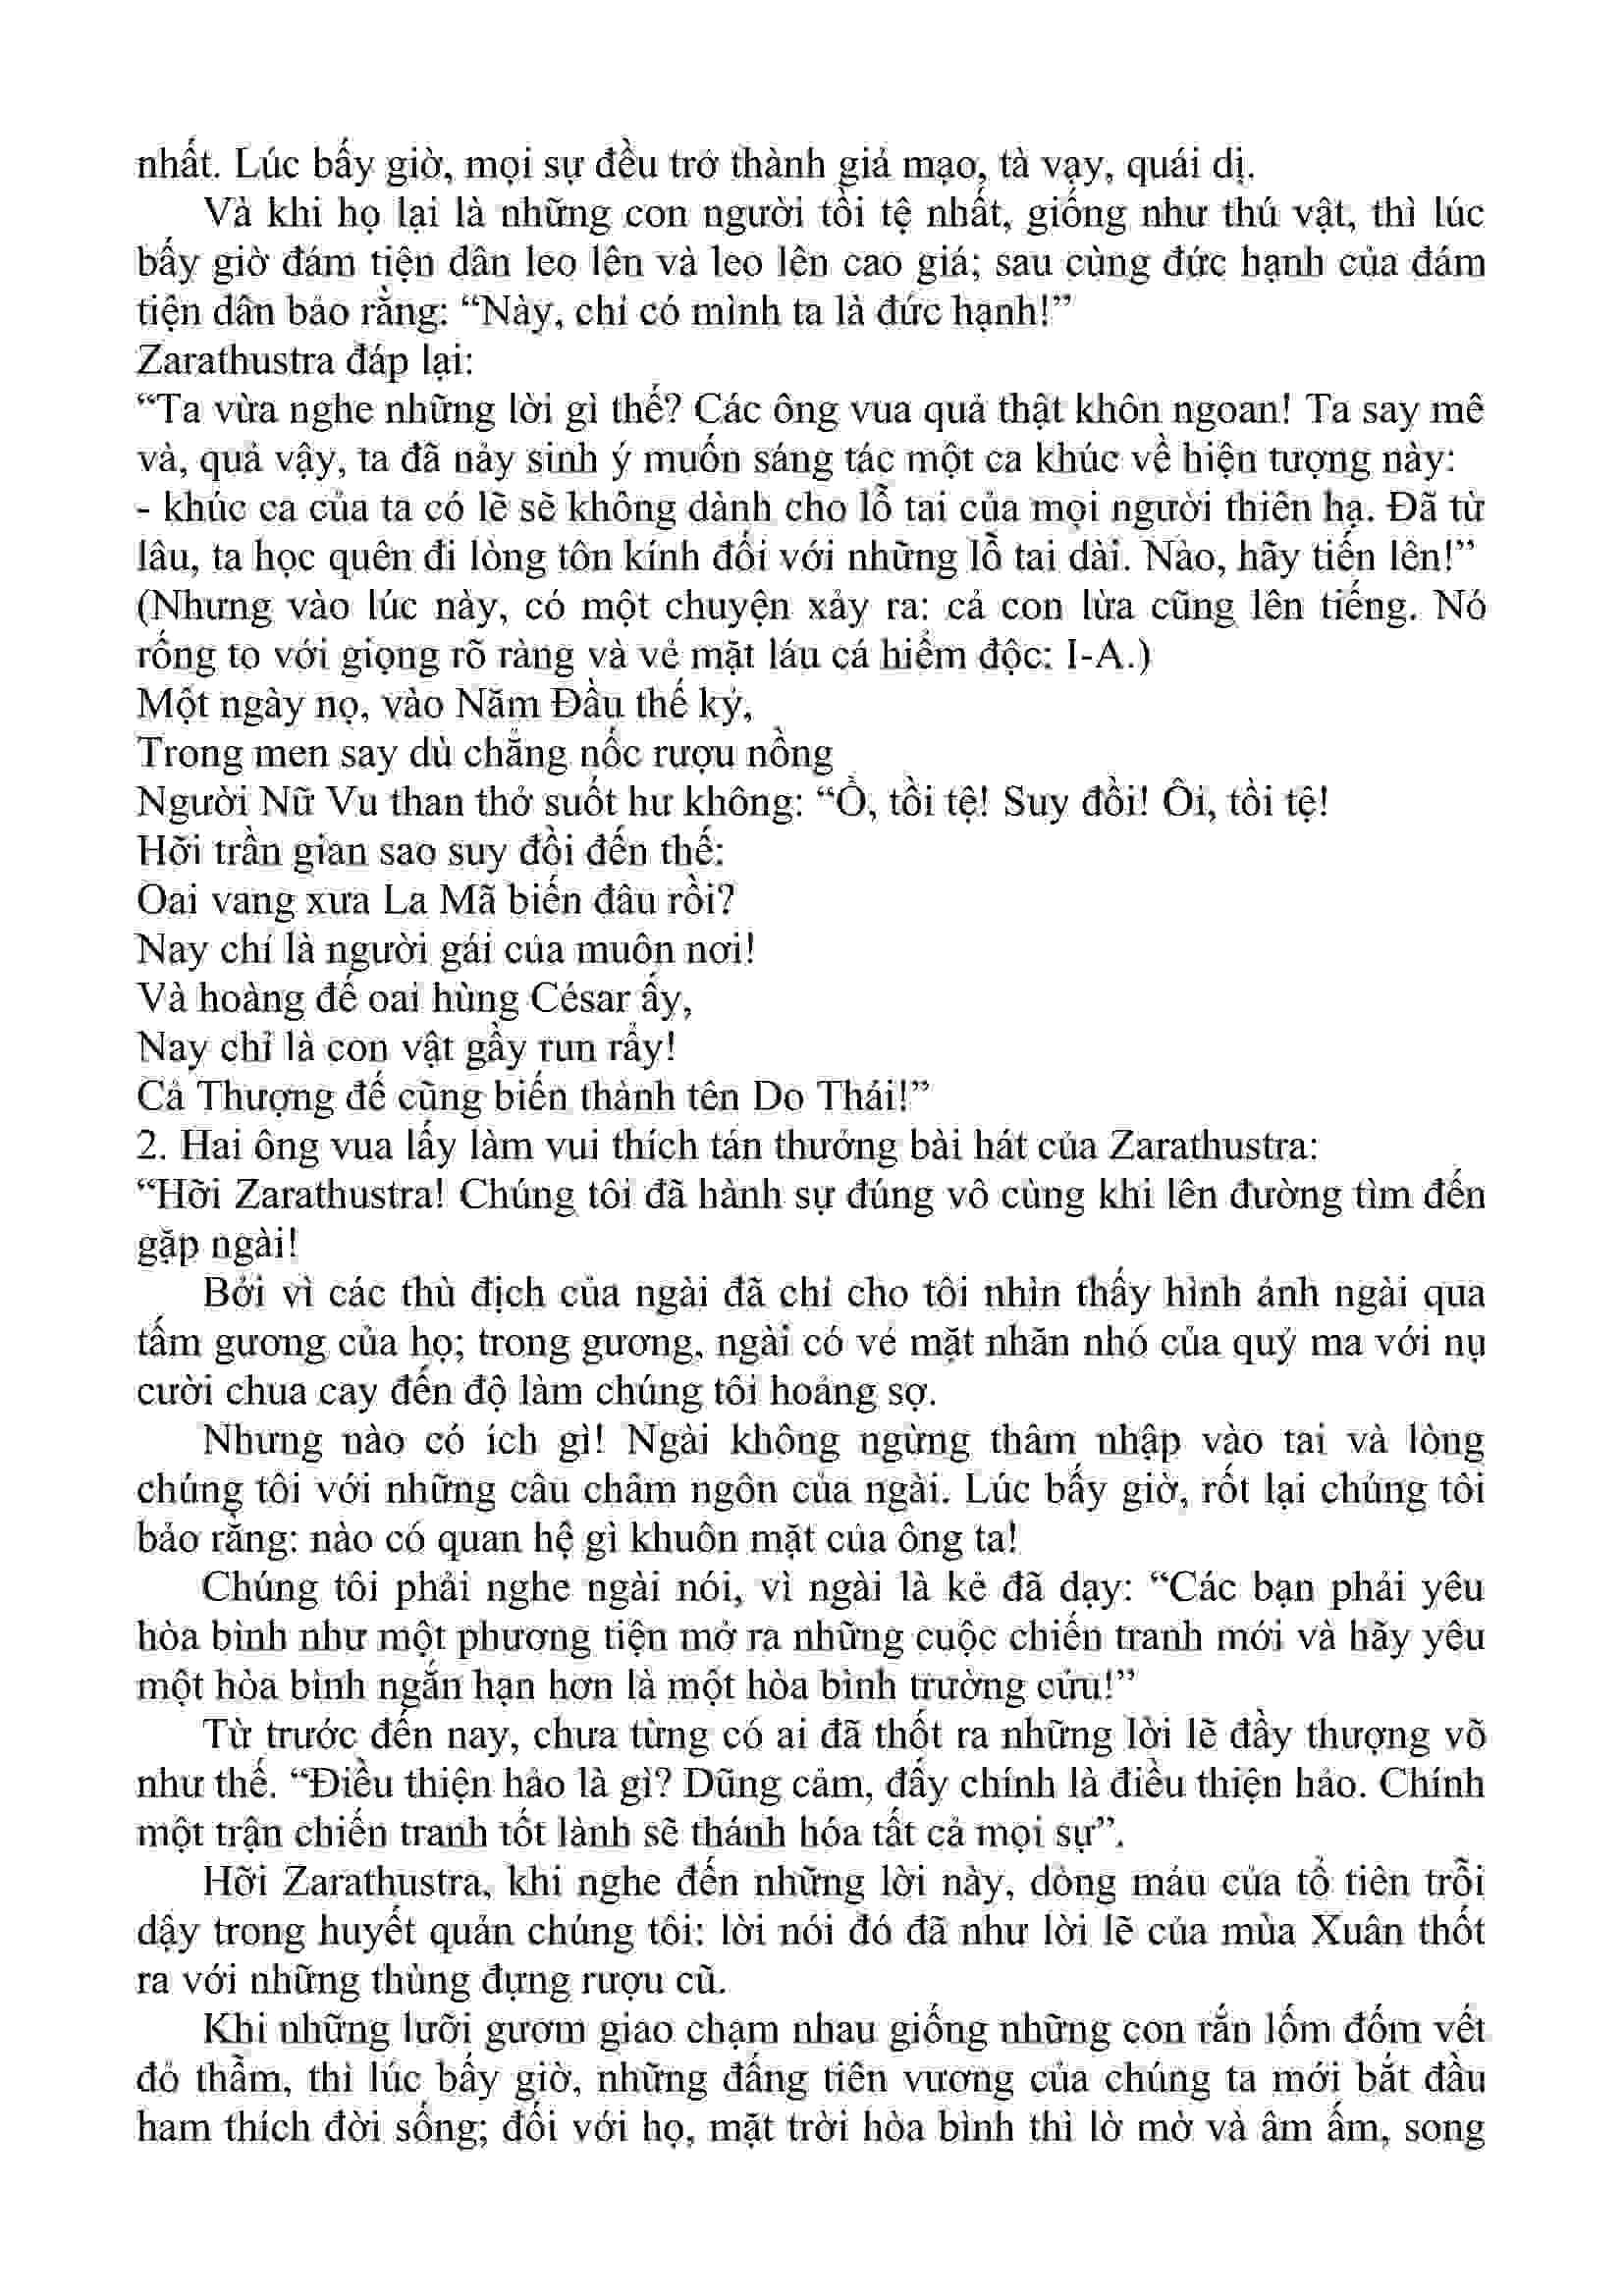 nhất. Lúc bấy giờ, mọi sự đều trở thành giả mạo, tà vạy, quái dị.
Và khi họ lại là những con người tồi tệ nhất, giống như thú vật, thì lúc
bấy giờ đám tiện dân leo lên và leo lên cao giá; sau cùng đức hạnh của đám
tiện dân bảo rằng: “Này, chỉ có mình ta là đức hạnh!”
Zarathustra đáp lại:
“Ta vừa nghe những lời gì thế? Các ông vua quả thật khôn ngoan! Ta say mê
và, quả vậy, ta đã nảy sinh ý muốn sáng tác một ca khúc về hiện tượng này:
- khúc ca của ta có lẽ sẽ không dành cho lỗ tai của mọi người thiên hạ. Đã từ
lâu, ta học quên đi lòng tôn kính đối với những lỗ tai dài. Nào, hãy tiến lên!”
(Nhưng vào lúc này, có một chuyện xảy ra: cả con lừa cũng lên tiếng. Nó
rống to với giọng rõ ràng và vẻ mặt láu cá hiểm độc: I-A.)
Một ngày nọ, vào Năm Đầu thế kỷ,
Trong men say dù chẳng nốc rượu nồng
Người Nữ Vu than thở suốt hư không: “Ồ, tồi tệ! Suy đồi! Ôi, tồi tệ!
Hỡi trần gian sao suy đồi đến thế:
Oai vang xưa La Mã biến đâu rồi?
Nay chỉ là người gái của muôn nơi!
Và hoàng đế oai hùng César ấy,
Nay chỉ là con vật gầy run rẩy!
Cả Thượng đế cũng biến thành tên Do Thái!”
2. Hai ông vua lấy làm vui thích tán thưởng bài hát của Zarathustra:
“Hỡi Zarathustra! Chúng tôi đã hành sự đúng vô cùng khi lên đường tìm đến
gặp ngài!
Bởi vì các thù địch của ngài đã chỉ cho tôi nhìn thấy hình ảnh ngài qua
tấm gương của họ; trong gương, ngài có vẻ mặt nhăn nhó của quỷ ma với nụ
cười chua cay đến độ làm chúng tôi hoảng sợ.
Nhưng nào có ích gì! Ngài không ngừng thâm nhập vào tai và lòng
chúng tôi với những câu châm ngôn của ngài. Lúc bấy giờ, rốt lại chúng tôi
bảo rằng: nào có quan hệ gì khuôn mặt của ông ta!
Chúng tôi phải nghe ngài nói, vì ngài là kẻ đã dạy: “Các bạn phải yêu
hòa bình như một phương tiện mở ra những cuộc chiến tranh mới và hãy yêu
một hòa bình ngắn hạn hơn là một hòa bình trường cửu!”
Từ trước đến nay, chưa từng có ai đã thốt ra những lời lẽ đầy thượng võ
như thế. “Điều thiện hảo là gì? Dũng cảm, đấy chính là điều thiện hảo. Chính
một trận chiến tranh tốt lành sẽ thánh hóa tất cả mọi sự”.
Hỡi Zarathustra, khi nghe đến những lời này, dòng máu của tổ tiên trỗi
dậy trong huyết quản chúng tôi: lời nói đó đã như lời lẽ của mùa Xuân thốt
ra với những thùng đựng rượu cũ.
Khi những lưỡi gươm giao chạm nhau giống những con rắn lốm đốm vết
đỏ thẫm, thì lúc bấy giờ, những đấng tiên vương của chúng ta mới bắt đầu
ham thích đời sống; đối với họ, mặt trời hòa bình thì lờ mờ và âm ấm, song